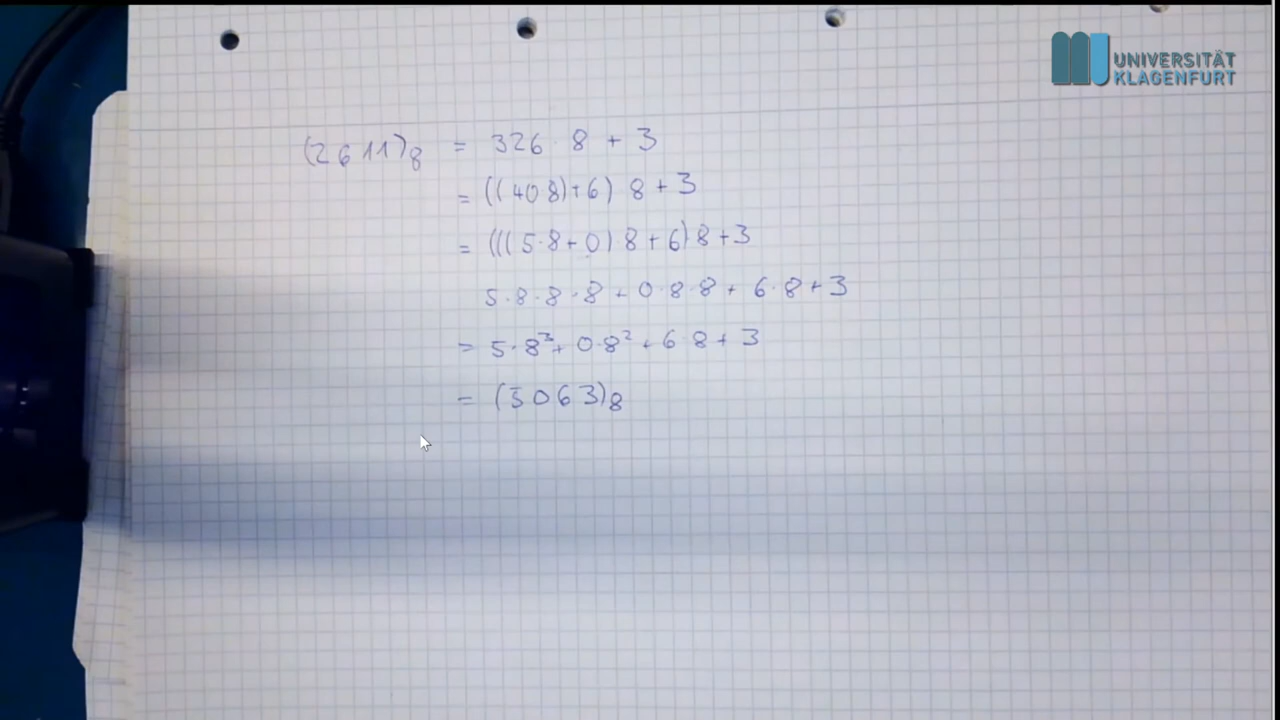 UNIVERSITÄT
KLAGENFURT
(2611)₈ = 326 · 8 + 3
= ((40 8)+6) 8 + 3
= (((5·8+0) 8 + 6) 8 + 3
5·8·8·8 + 0·8·8 + 6·8 + 3
= 5·8³ + 0·8² + 6 8 + 3
= (5063)₈